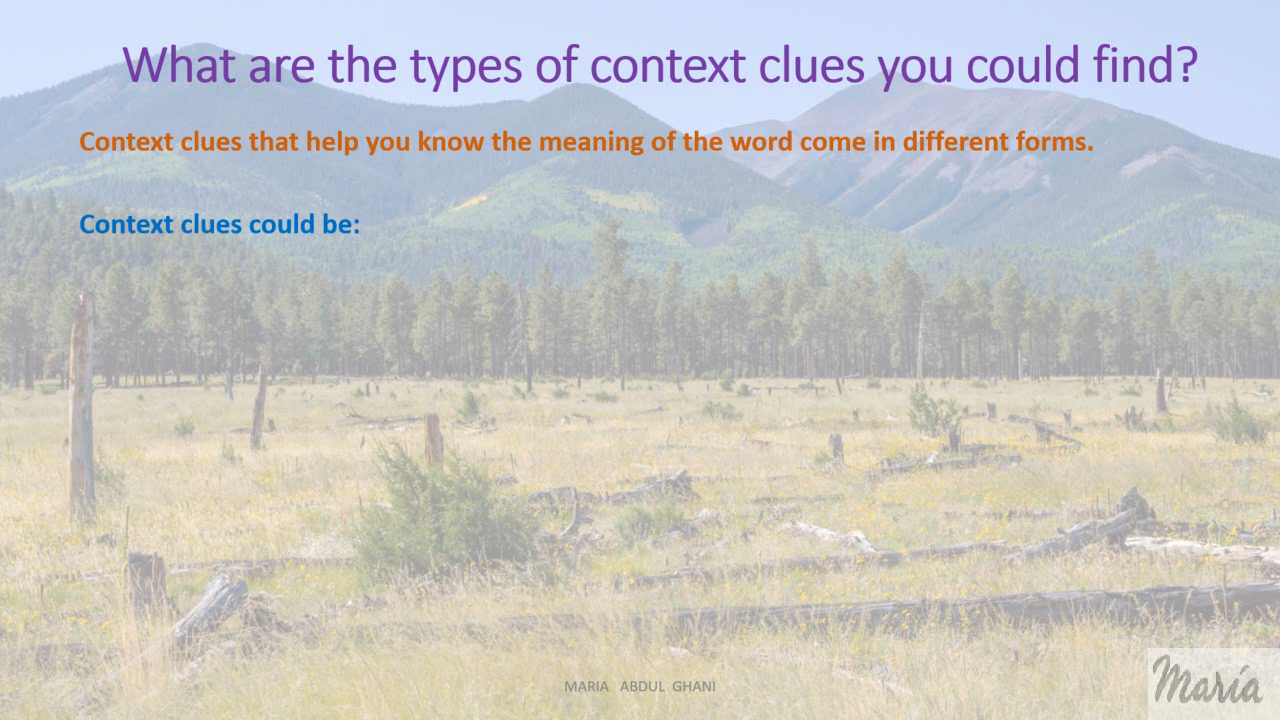 What are the types of context clues you could find?
Context clues that help you know the meaning of the word come in different forms.
Context clues could be:
MARIA ABDUL GHANI
María